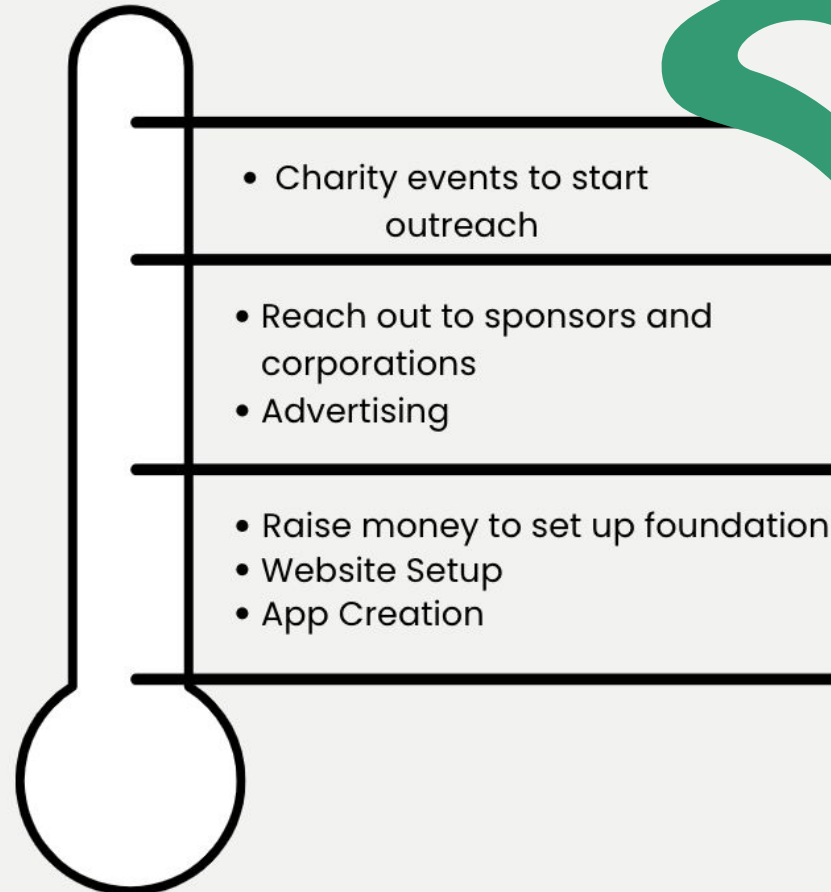 • Charity events to start
outreach
• Reach out to sponsors and
corporations
• Advertising
• Raise money to set up foundation
• Website Setup
• App Creation